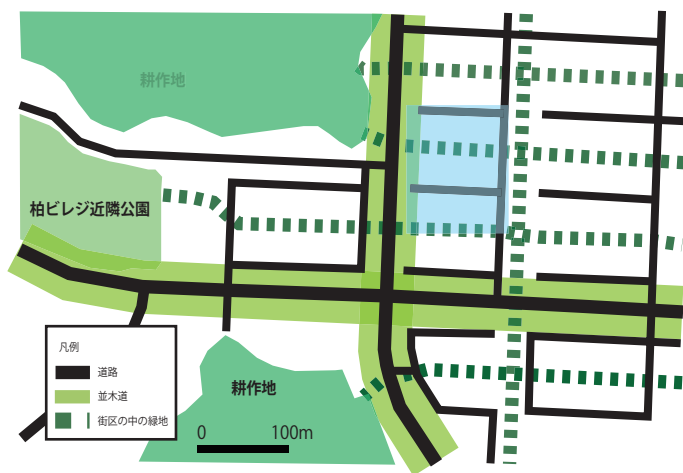 耕作地
柏ビレジ近隣公園
凡例
道路
並木道
街区の中の緑地
耕作地
0 100m